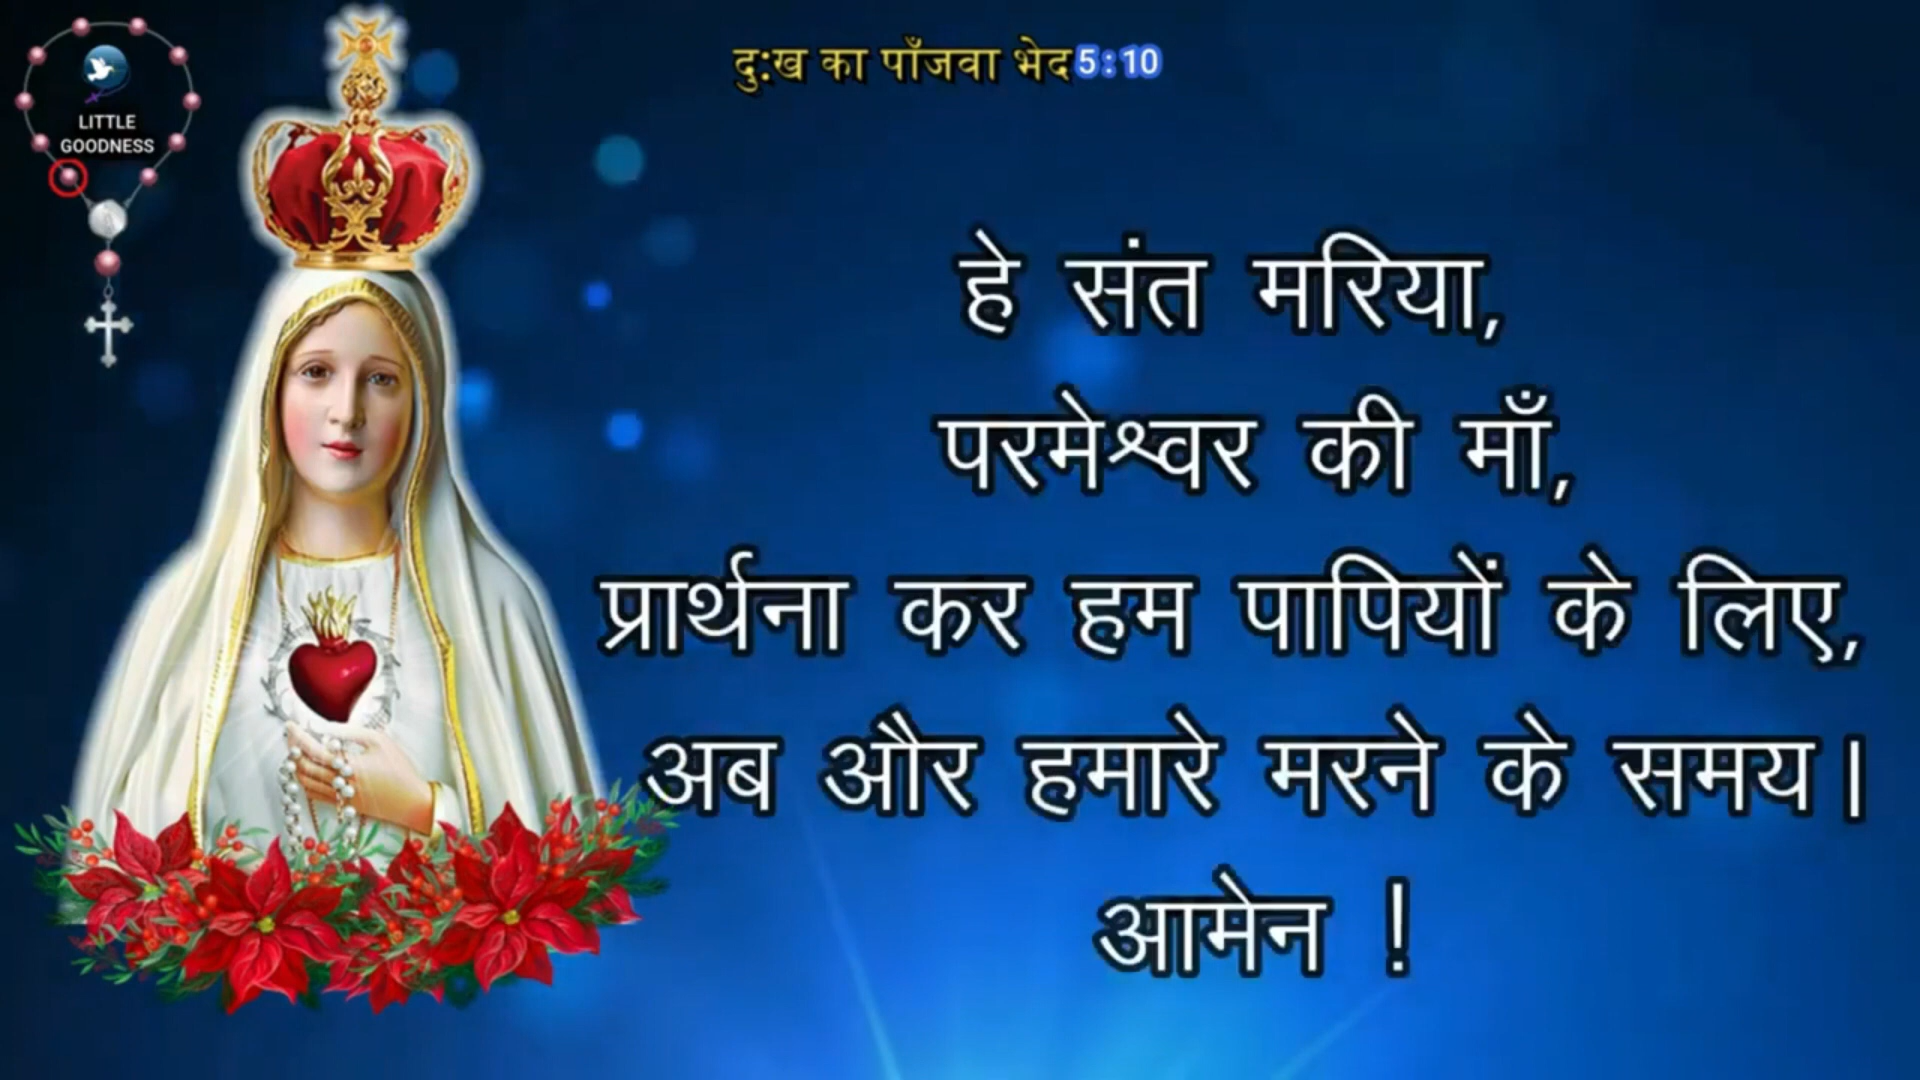 LITTLE
GOODNESS
दु:ख का पाँजवा भेद 5:10
हे संत मरिया,
परमेश्वर की माँ,
प्रार्थना कर हम पापियों के लिए,
अब और हमारे मरने के समय।
आमेन !